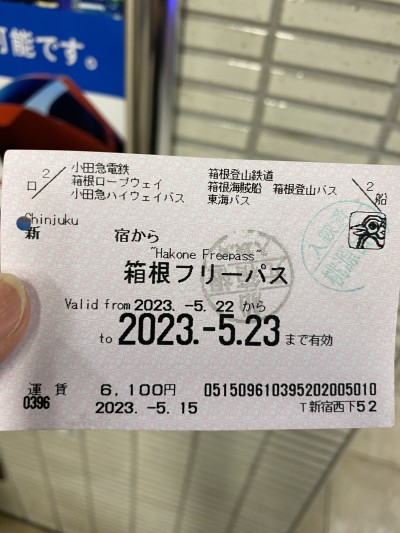 可能です。
2
小田急電鉄 箱根登山鉄道
箱根ロープウェイ 箱根海賊船 箱根登山バス
小田急ハイウェイバス 東海バス
ロ 2 船
Shinjuku
新宿から
"Hakone Freepass"
箱根フリーパス
Valid from 2023.-5.22 から
to 2023.-5.23 まで有効
運賃 6,100円 05150961039520200501​0
0396 2023.-5.15 T新宿西下52